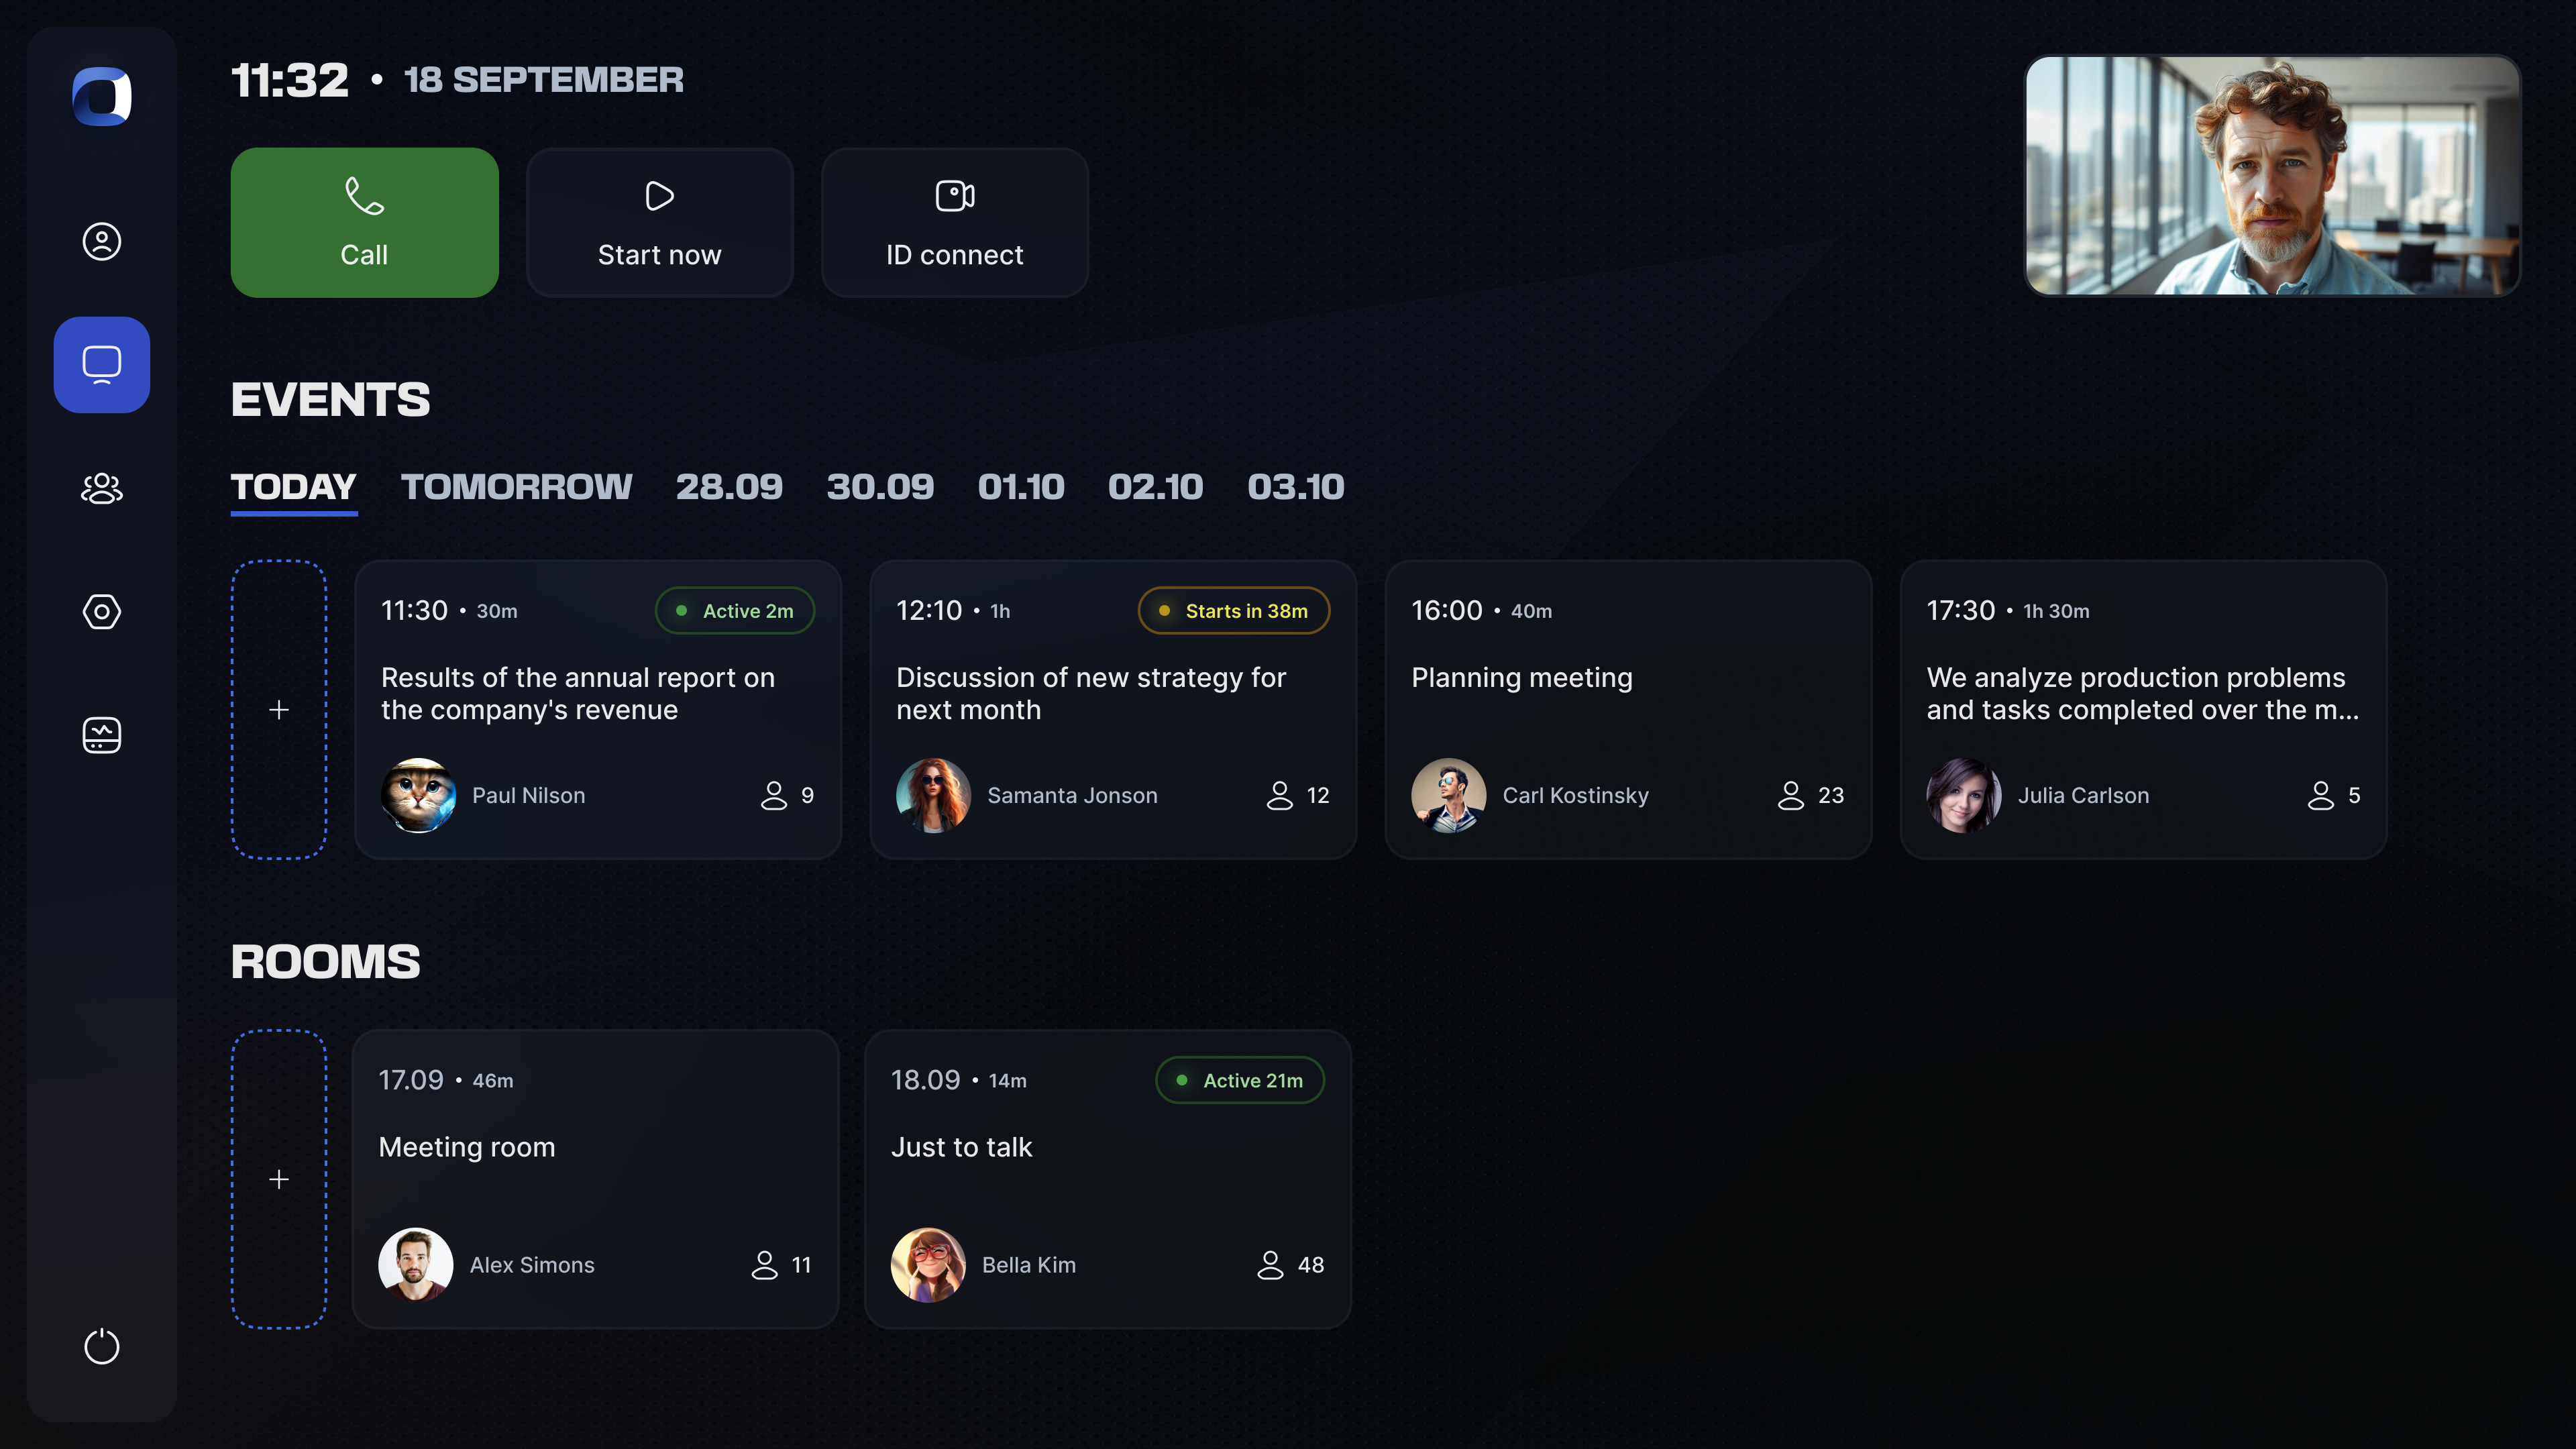 11:32 • 18 SEPTEMBER
Call
Start now
ID connect
EVENTS
TODAY TOMORROW 28.09 30.09 01.10 02.10 03.10
11:30 • 30m
Active 2m
Results of the annual report on
the company's revenue
Paul Nilson
9
12:10 • 1h
Starts in 38m
Discussion of new strategy for
next month
Samanta Jonson
12
16:00 • 40m
Planning meeting
Carl Kostinsky
23
17:30 • 1h 30m
We analyze production problems
and tasks completed over the m...
Julia Carlson
5
ROOMS
17.09 • 46m
Meeting room
Alex Simons
11
18.09 • 14m
Active 21m
Just to talk
Bella Kim
48